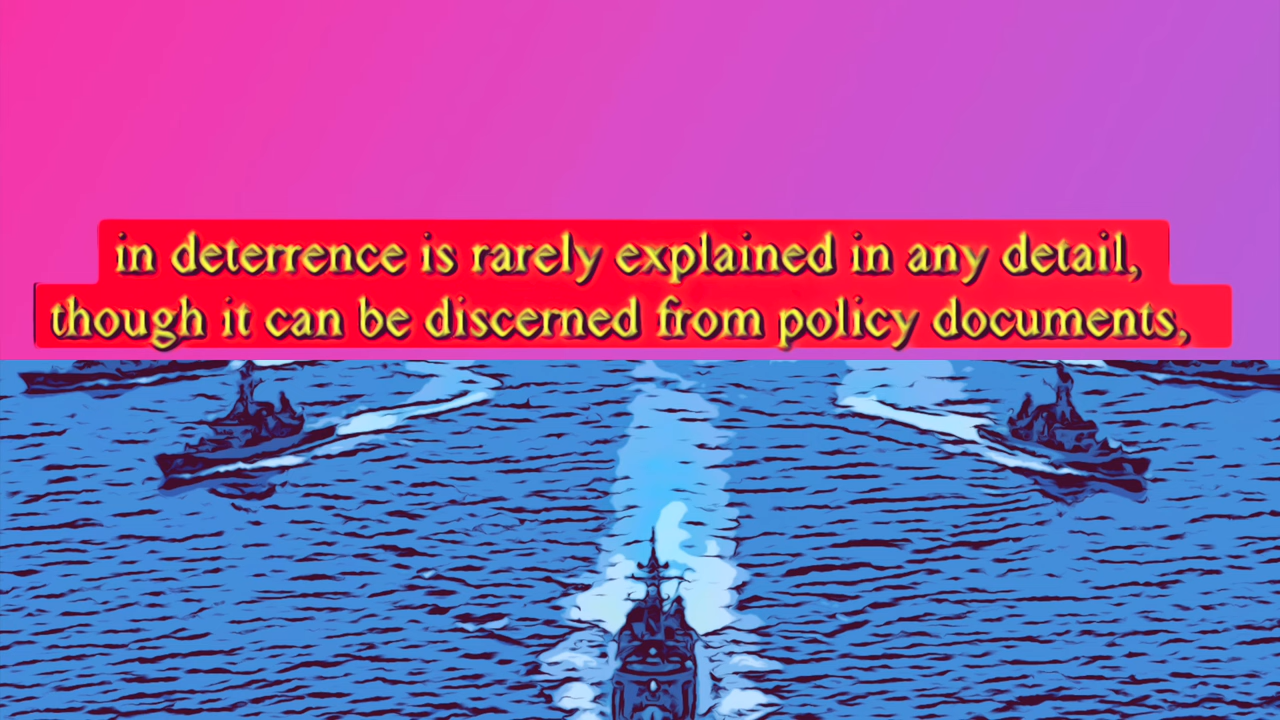 in deterrence is rarely explained in any detail,
though it can be discerned from policy documents,